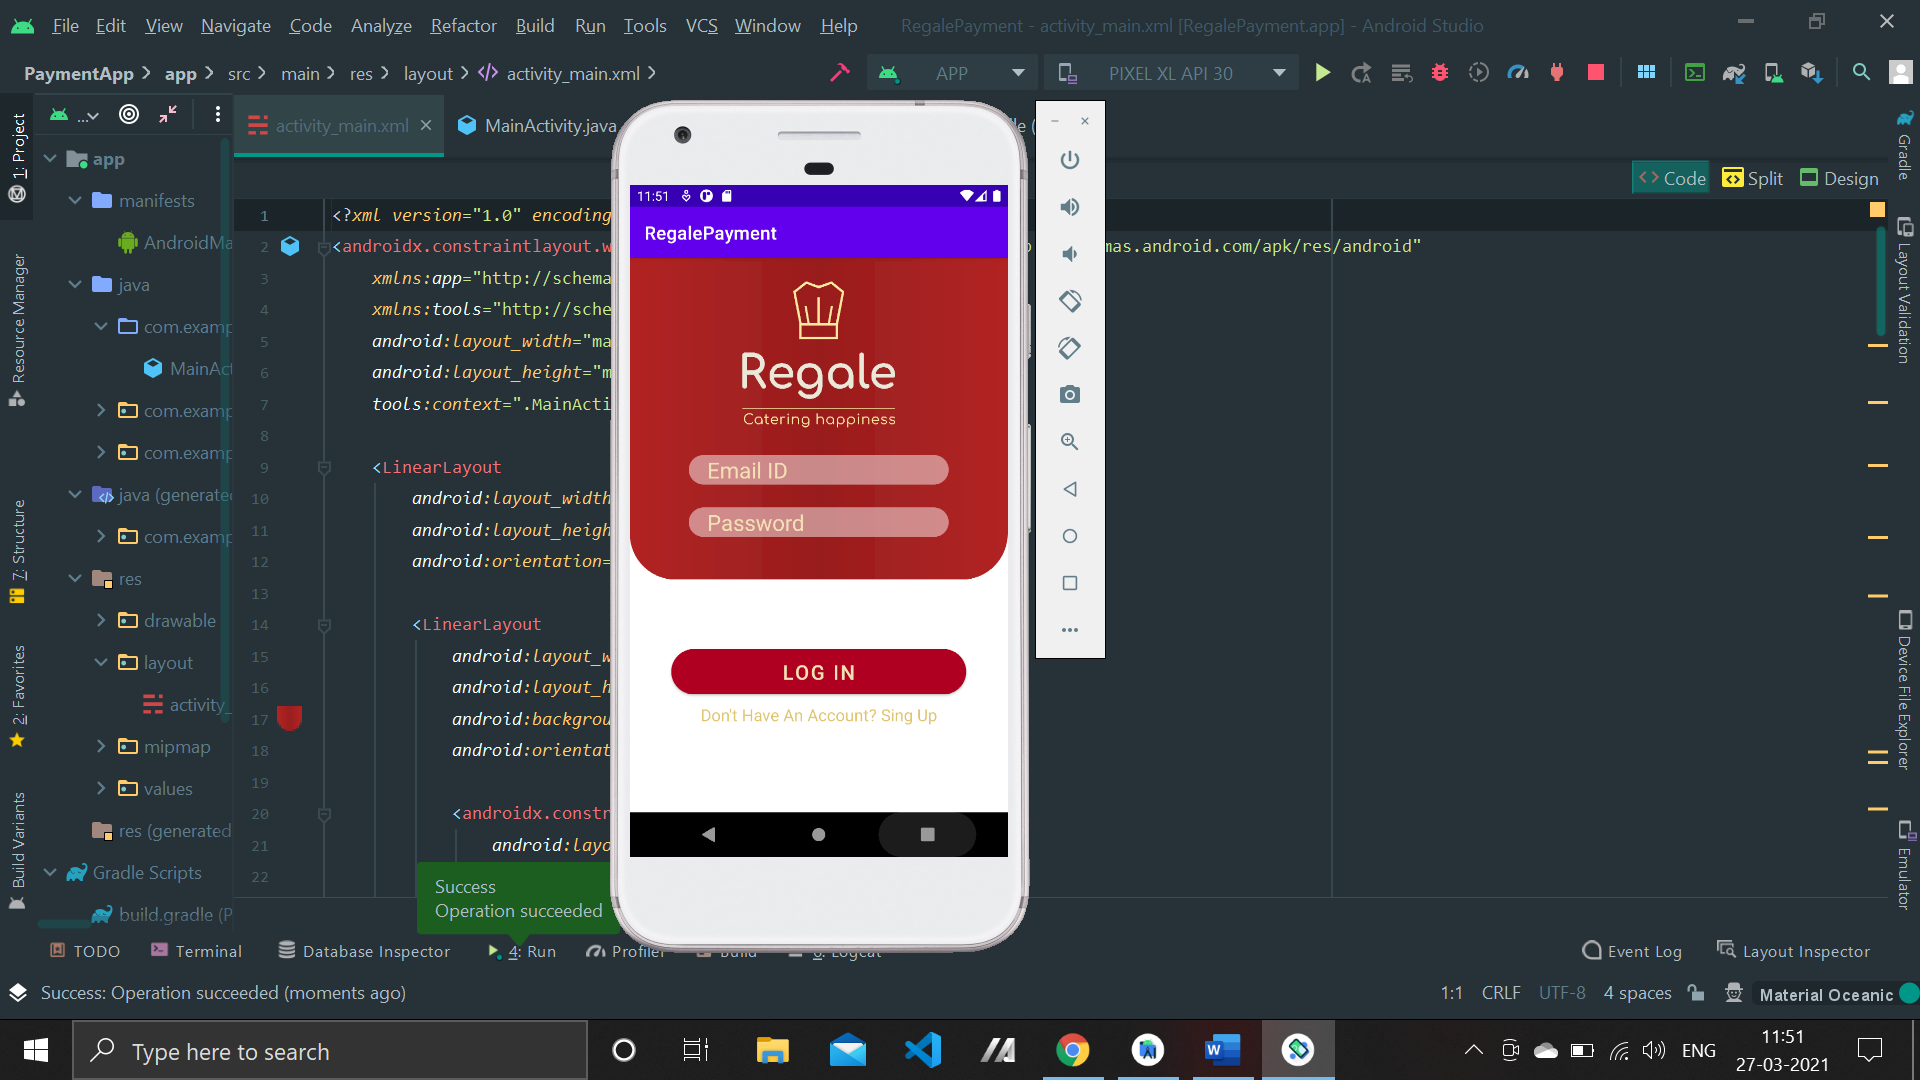 File Edit View Navigate Code Analyze Refactor Build Run Tools VCS Window Help RegalePayment - activity_main.xml [RegalePayment.app] - Android Studio
PaymentApp app src main res layout activity_main.xml APP PIXEL XL API 30
... activity_main.xml MainActivity.java
Code Split Design
1: Project
Resource Manager
7: Structure
2: Favorites
Build Variants
app
manifests
AndroidMa
java
com.examp
MainAct
com.examp
com.examp
java (generated
com.examp
res
drawable
layout
activity_
mipmap
values
res (generated
Gradle Scripts
build.gradle (P
1 <?xml version="1.0" encoding
2 <androidx.constraintlayout.w mas.android.com/apk/res/android"
3 xmlns:app="http://schema
4 xmlns:tools="http://sche
5 android:layout_width="ma
6 android:layout_height="m
7 tools:context=".MainActi
8
9 <LinearLayout
10 android:layout_width
11 android:layout_heigh
12 android:orientation=
13
14 <LinearLayout
15 android:layout_w
16 android:layout_h
17 android:backgrou
18 android:orientat
19
20 <androidx.constr
21 android:layo
22
Success
Operation succeeded
11:51
RegalePayment
Regale
Catering happiness
Email ID
Password
LOG IN
Don't Have An Account? Sing Up
Gradle
Layout Validation
Device File Explorer
Emulator
TODO Terminal Database Inspector 4: Run Profiler Build 6: Logcat Event Log Layout Inspector
Success: Operation succeeded (moments ago) 1:1 CRLF UTF-8 4 spaces Material Oceanic
Type here to search ENG 11:51
27-03-2021